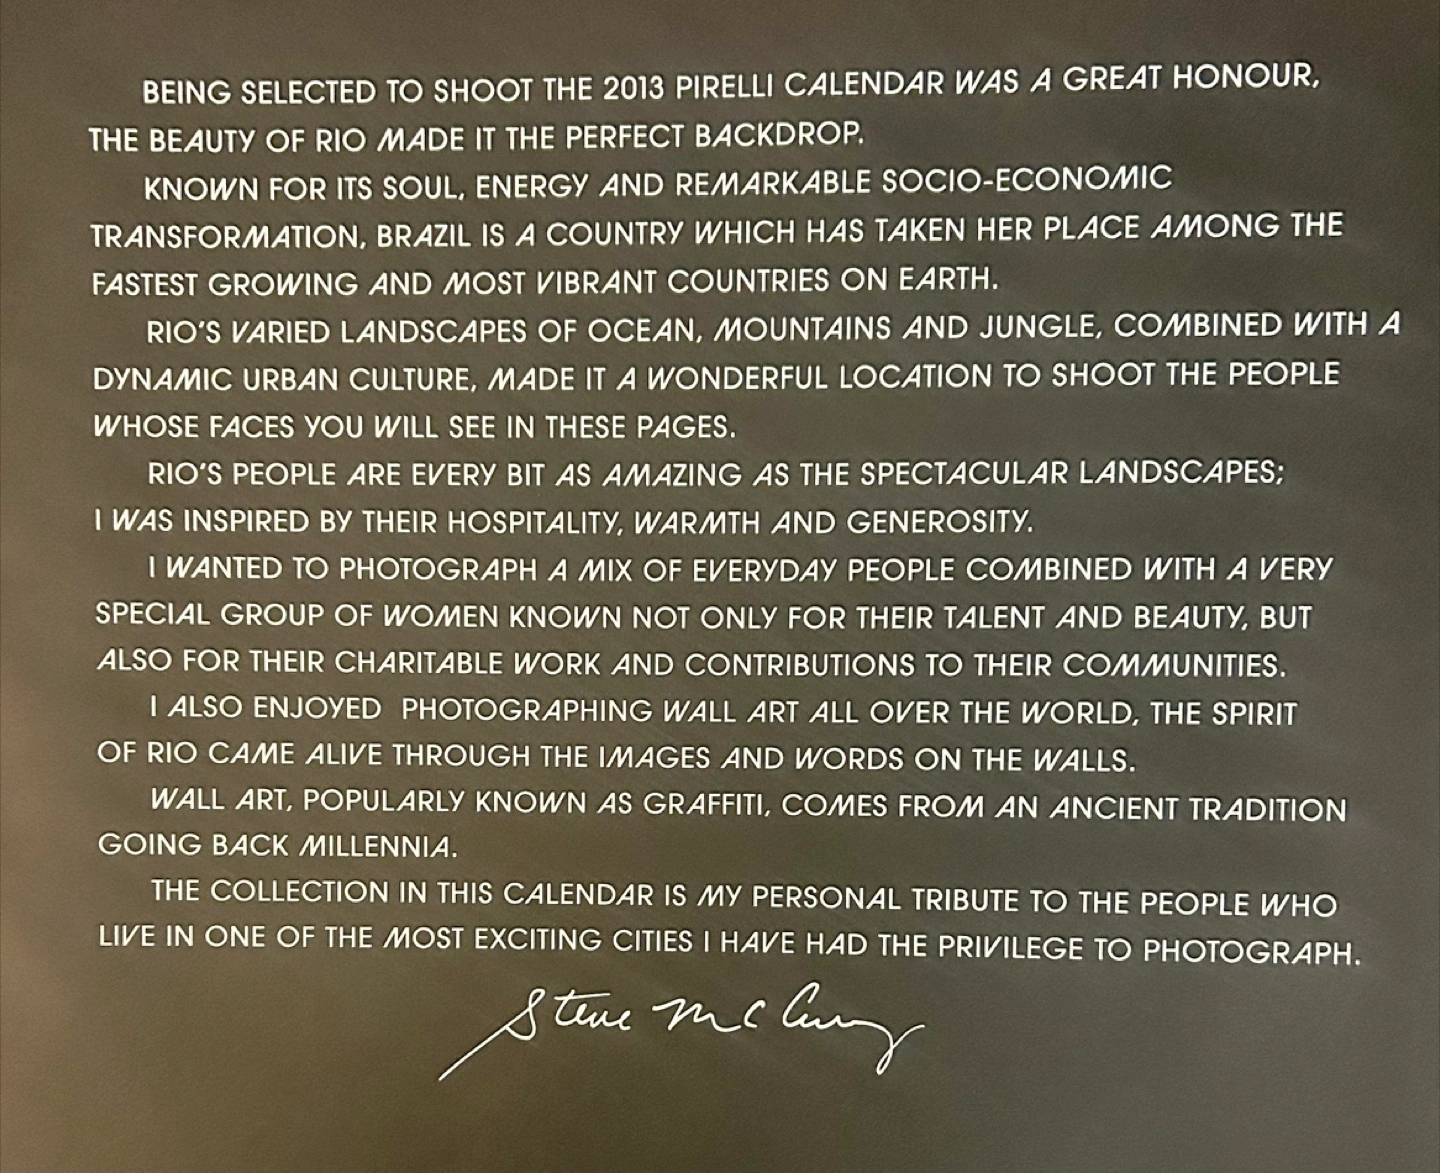 BEING SELECTED TO SHOOT THE 2013 PIRELLI CALENDAR WAS A GREAT HONOUR,
THE BEAUTY OF RIO MADE IT THE PERFECT BACKDROP.
KNOWN FOR ITS SOUL, ENERGY AND REMARKABLE SOCIO-ECONOMIC
TRANSFORMATION, BRAZIL IS A COUNTRY WHICH HAS TAKEN HER PLACE AMONG THE
FASTEST GROWING AND MOST VIBRANT COUNTRIES ON EARTH.
RIO'S VARIED LANDSCAPES OF OCEAN, MOUNTAINS AND JUNGLE, COMBINED WITH A
DYNAMIC URBAN CULTURE, MADE IT A WONDERFUL LOCATION TO SHOOT THE PEOPLE
WHOSE FACES YOU WILL SEE IN THESE PAGES.
RIO'S PEOPLE ARE EVERY BIT AS AMAZING AS THE SPECTACULAR LANDSCAPES;
I WAS INSPIRED BY THEIR HOSPITALITY, WARMTH AND GENEROSITY.
I WANTED TO PHOTOGRAPH A MIX OF EVERYDAY PEOPLE COMBINED WITH A VERY
SPECIAL GROUP OF WOMEN KNOWN NOT ONLY FOR THEIR TALENT AND BEAUTY, BUT
ALSO FOR THEIR CHARITABLE WORK AND CONTRIBUTIONS TO THEIR COMMUNITIES.
I ALSO ENJOYED PHOTOGRAPHING WALL ART ALL OVER THE WORLD, THE SPIRIT
OF RIO CAME ALIVE THROUGH THE IMAGES AND WORDS ON THE WALLS.
WALL ART, POPULARLY KNOWN AS GRAFFITI, COMES FROM AN ANCIENT TRADITION
GOING BACK MILLENNIA.
THE COLLECTION IN THIS CALENDAR IS MY PERSONAL TRIBUTE TO THE PEOPLE WHO
LIVE IN ONE OF THE MOST EXCITING CITIES I HAVE HAD THE PRIVILEGE TO PHOTOGRAPH.
Steve McCurry